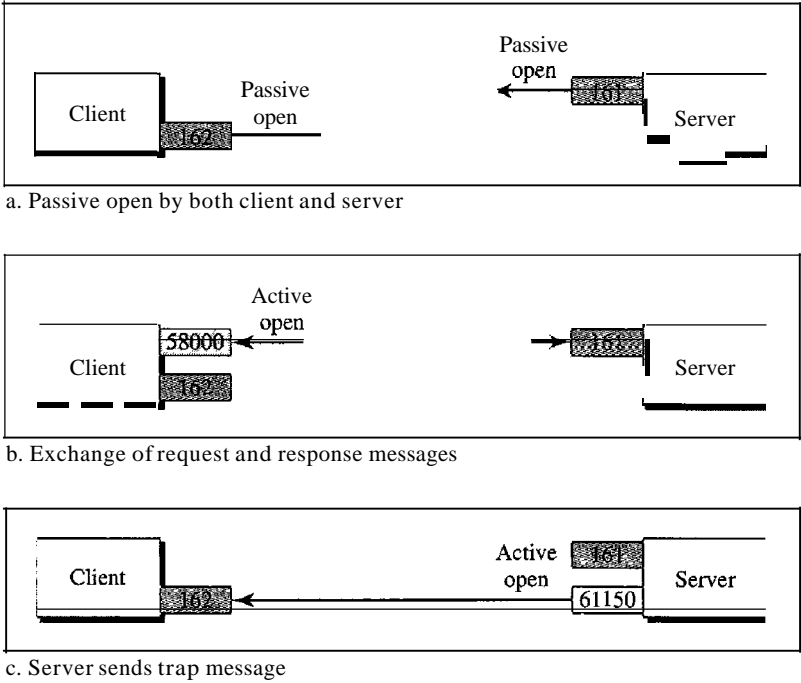 Passive
open
161
Client
Passive
open
162
Server
a. Passive open by both client and server
Active
open
58000
161
Client
162
Server
b. Exchange of request and response messages
Client
162
Active
open
161
61150
Server
c. Server sends trap message